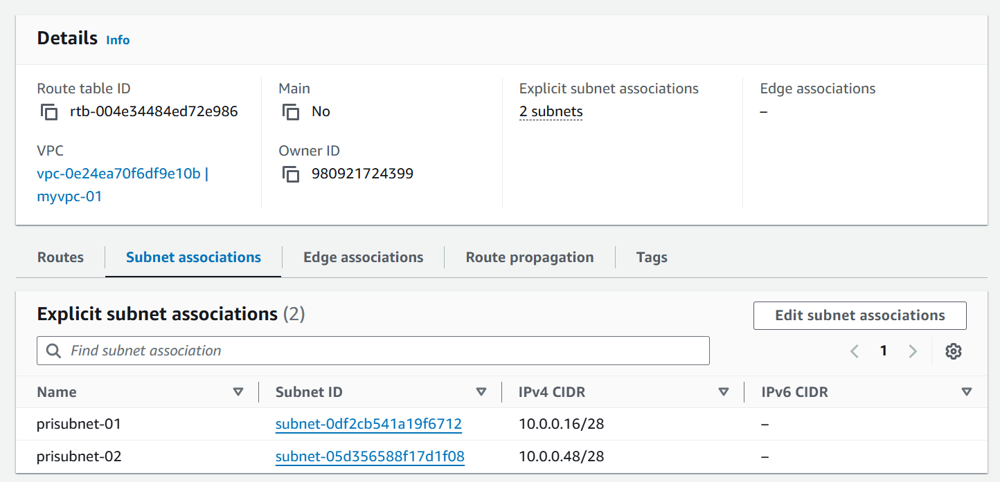 Details Info
Route table ID
rtb-004e34484ed72e986
Main
No
Explicit subnet associations
2 subnets
Edge associations
–
VPC
vpc-0e24ea70f6df9e10b |
myvpc-01
Owner ID
980921724399
Routes
Subnet associations
Edge associations
Route propagation
Tags
Explicit subnet associations (2)
Edit subnet associations
Find subnet association
1
Name Subnet ID IPv4 CIDR IPv6 CIDR
prisubnet-01 subnet-0df2cb541a19f6712 10.0.0.16/28 –
prisubnet-02 subnet-05d356588f17d1f08 10.0.0.48/28 –